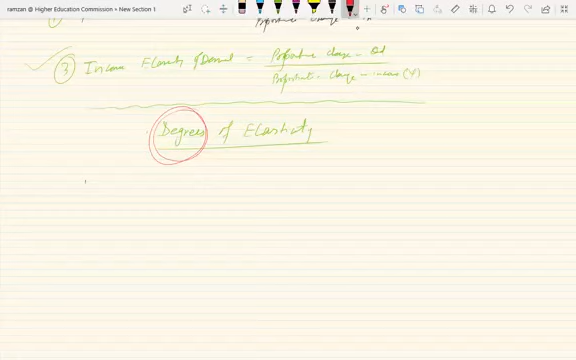 ramzan @ Higher Education Commission » New Section 1
Proportionate change in
③ Income Elasticity of Demand = Proportionate change - Qd
Proportionate change - income (Y)
Degrees of Elasticity